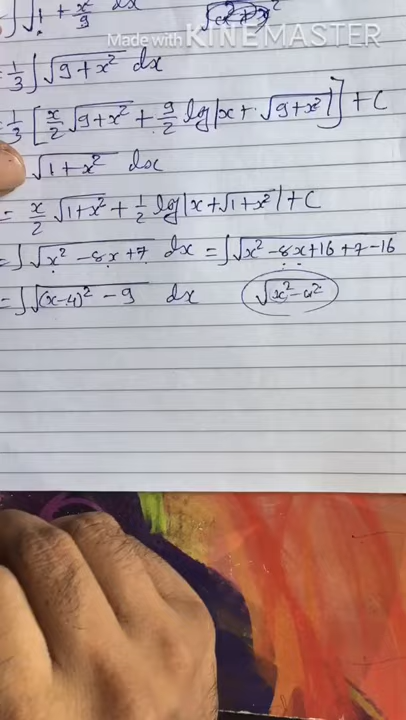 ∫√1 + x²/9 dx √a²+x²
Made with KINEMASTER
= 1/3 ∫ √9+x² dx
= 1/3 [x/2 √9+x² + 9/2 log|x + √9+x²|] + C
√1+x² dx
= x/2 √1+x² + 1/2 log|x+√1+x²| + C
= ∫√x² -8x +7 dx = ∫√x² -8x+16 +7-16
= ∫√(x-4)² - 9 dx √x²-a²